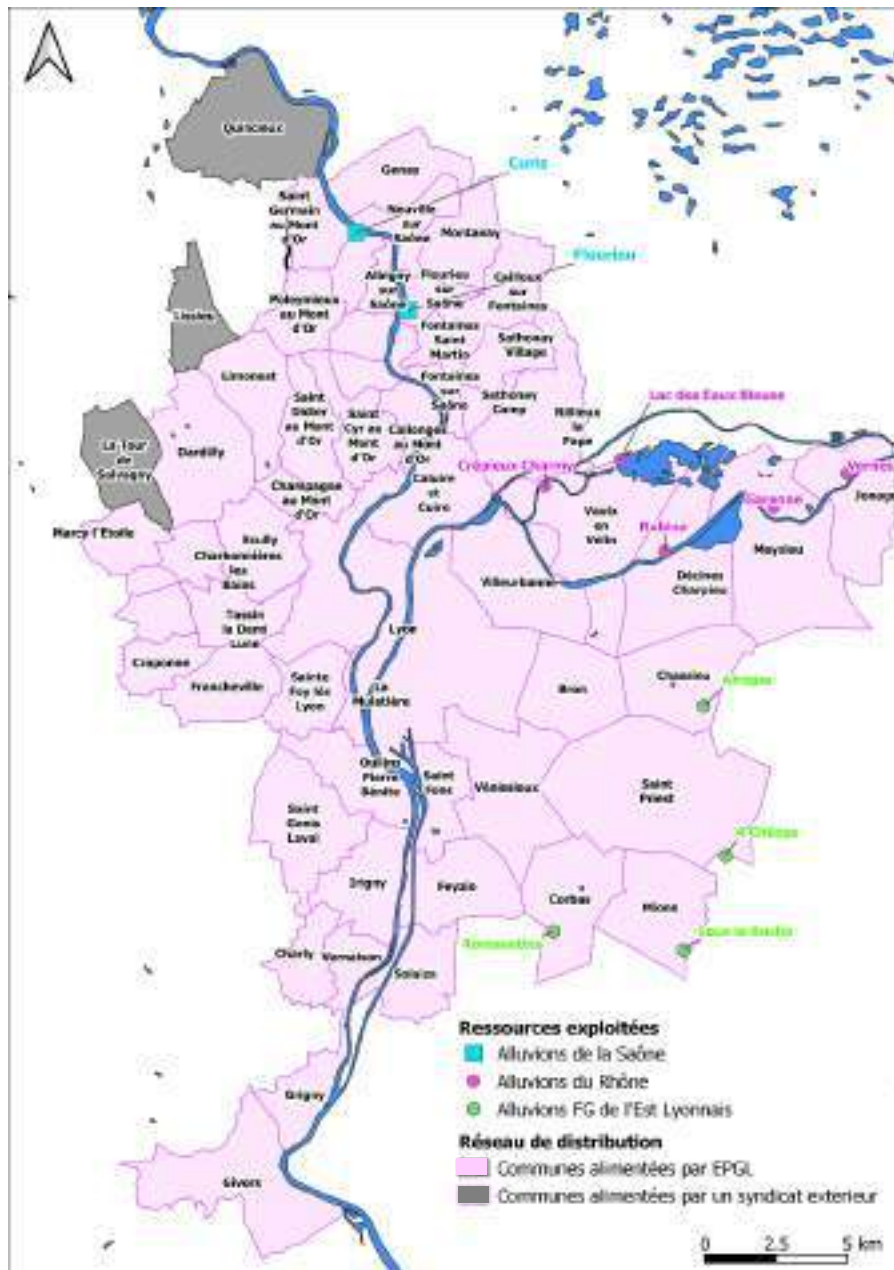 Quincieux
Curis
Genay
Saint
Germain
au Mont
d'Or
Neuville
sur
Saône
Montanay
Fleurieu
Albigny
sur
Saône
Fleurieu
sur
Saône
Cailloux
sur
Fontaines
Poleymieux
au Mont
d'Or
Lissieu
Fontaines
Saint
Martin
Sathonay
Village
Limonest
Fontaines
sur
Saône
Sathonay
Camp
Rillieux
la
Pape
Lac des Eaux Bleues
Saint
Didier
au Mont
d'Or
Saint
Cyr au
Mont
d'Or
Collonges
au Mont
d'Or
La Tour
de
Salvagny
Dardilly
Crépieux Charmy
Vernes
Champagne
au Mont
d'Or
Caluire
et
Cuire
Vaulx
en
Velin
Garenne
Jonage
Marcy l'Etoile
Rubina
Ecully
Charbonnières
les
Bains
Meyzieu
Villeurbanne
Décines
Charpieu
Tassin
la Demi
Lune
Lyon
Craponne
Francheville
Sainte
Foy lès
Lyon
La
Mulatière
Bron
Chassieu
Oullins
Pierre
Bénite
Saint
Fons
Vénissieux
Saint
Priest
Saint
Genis
Laval
Irigny
Feyzin
Corbas
Mions
Romanettes
Charly
Vernaison
Solaize
Grigny
Givors
Ressources exploitées
Alluvions de la Saône
Alluvions du Rhône
Alluvions FG de l'Est Lyonnais
Réseau de distribution
Communes alimentées par EPGL
Communes alimentées par un syndicat exterieur
0 2.5 5 km